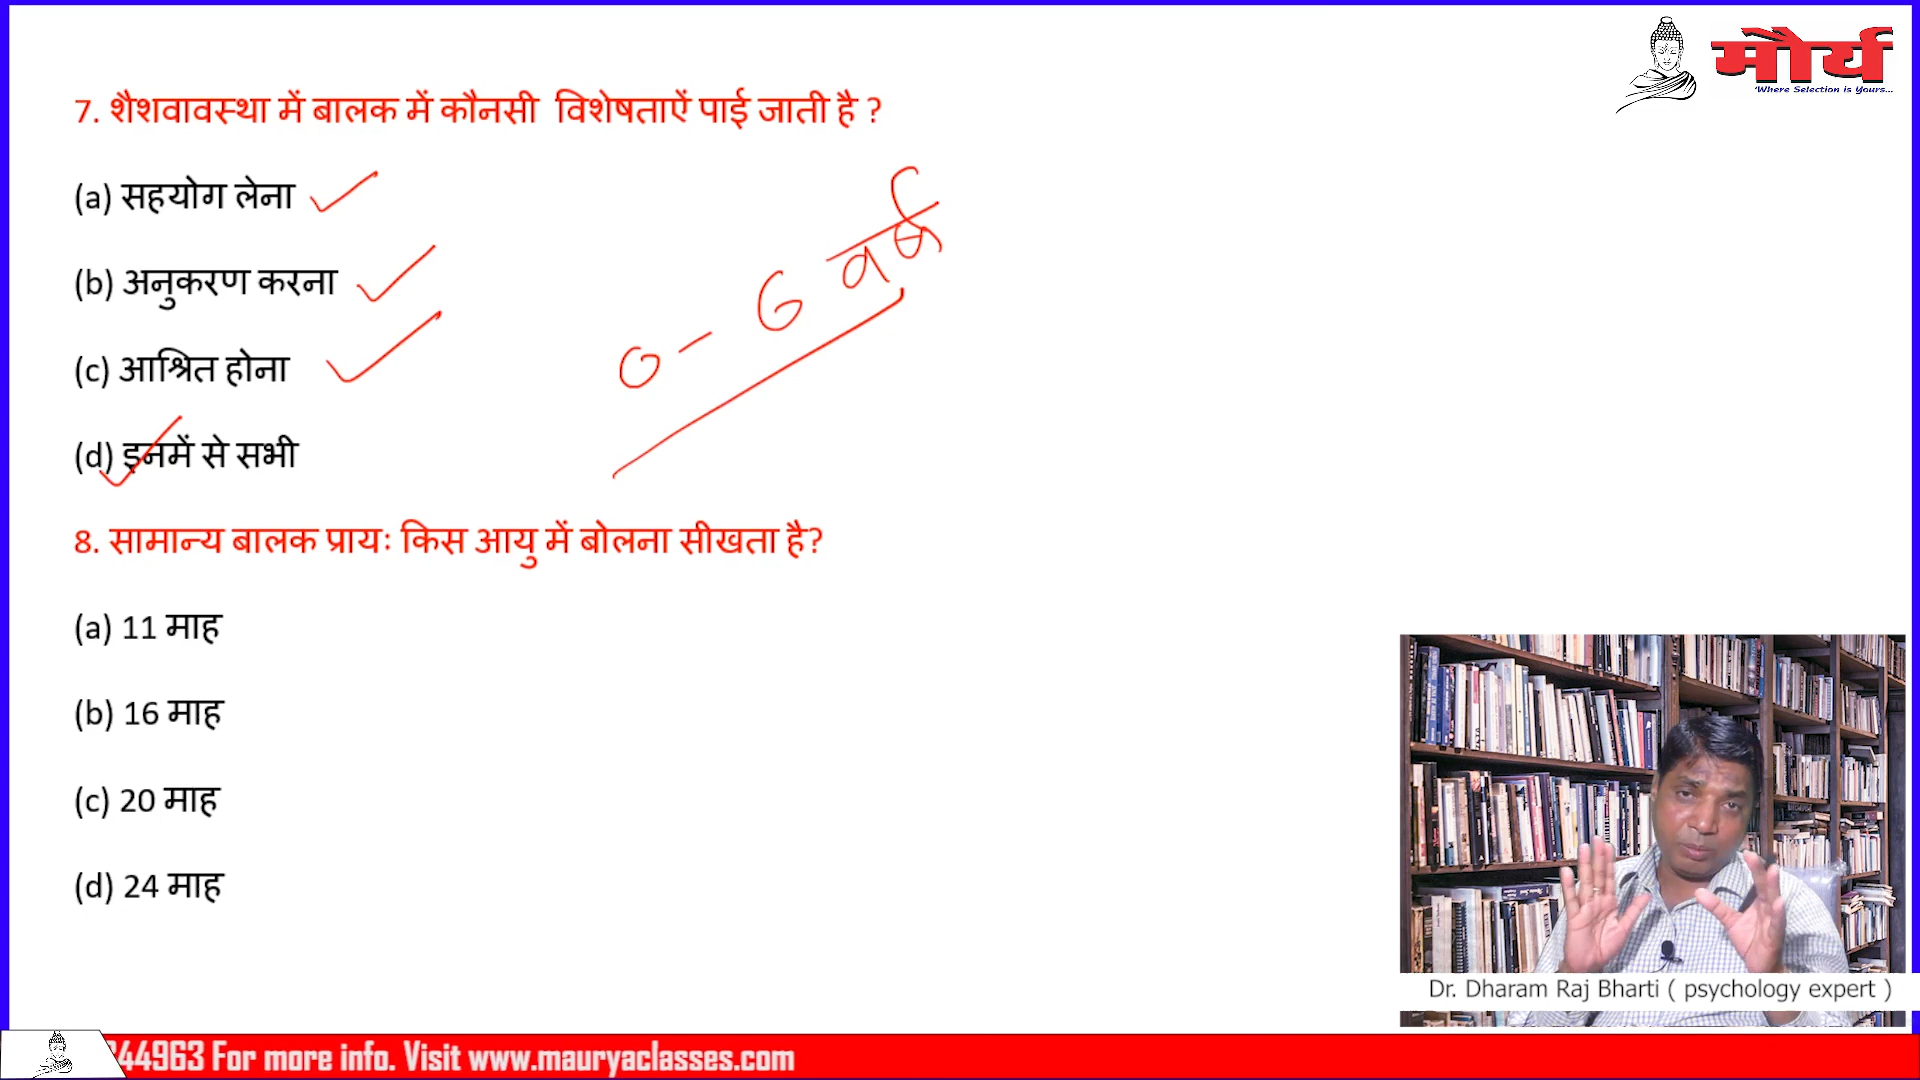 मौर्य
'Where Selection is Yours...
7. शैशवावस्था में बालक में कौनसी विशेषताऐं पाई जाती है ?
(a) सहयोग लेना
(b) अनुकरण करना
(c) आश्रित होना
(d) इनमें से सभी
0 - 6 वर्ष
8. सामान्य बालक प्रायः किस आयु में बोलना सीखता है?
(a) 11 माह
(b) 16 माह
(c) 20 माह
(d) 24 माह
Dr. Dharam Raj Bharti ( psychology expert )
44963 For more info. Visit www.mauryaclasses.com